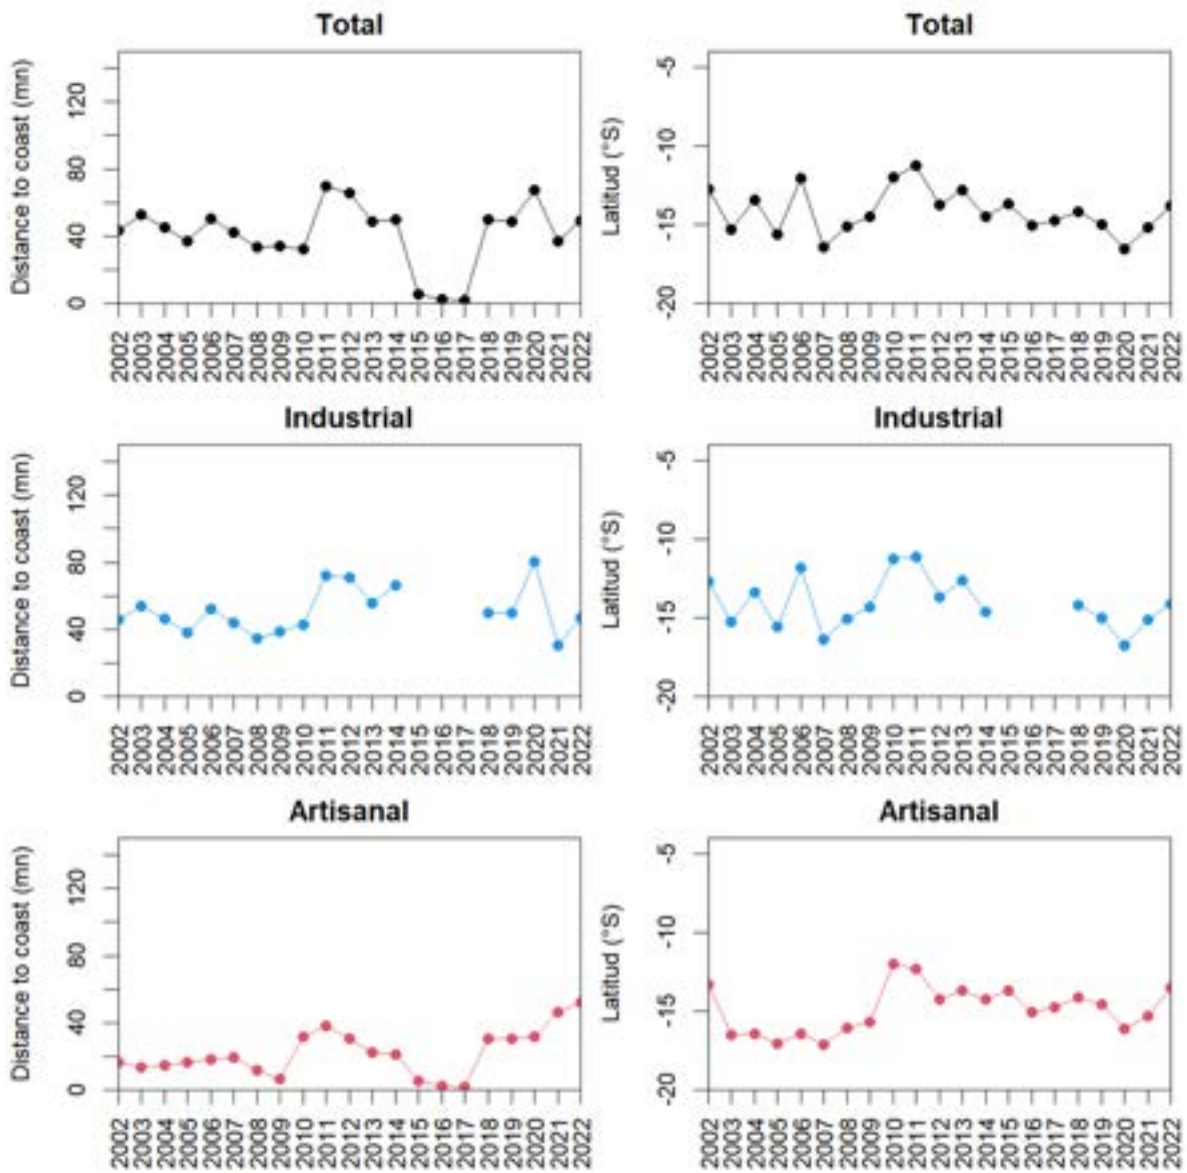 Total
Distance to coast (mn)
0 40 80 120
2002 2003 2004 2005 2006 2007 2008 2009 2010 2011 2012 2013 2014 2015 2016 2017 2018 2019 2020 2021 2022
Total
Latitud (°S)
-20 -15 -10 -5
2002 2003 2004 2005 2006 2007 2008 2009 2010 2011 2012 2013 2014 2015 2016 2017 2018 2019 2020 2021 2022
Industrial
Distance to coast (mn)
0 40 80 120
2002 2003 2004 2005 2006 2007 2008 2009 2010 2011 2012 2013 2014 2015 2016 2017 2018 2019 2020 2021 2022
Industrial
Latitud (°S)
-20 -15 -10 -5
2002 2003 2004 2005 2006 2007 2008 2009 2010 2011 2012 2013 2014 2015 2016 2017 2018 2019 2020 2021 2022
Artisanal
Distance to coast (mn)
0 40 80 120
2002 2003 2004 2005 2006 2007 2008 2009 2010 2011 2012 2013 2014 2015 2016 2017 2018 2019 2020 2021 2022
Artisanal
Latitud (°S)
-20 -15 -10 -5
2002 2003 2004 2005 2006 2007 2008 2009 2010 2011 2012 2013 2014 2015 2016 2017 2018 2019 2020 2021 2022